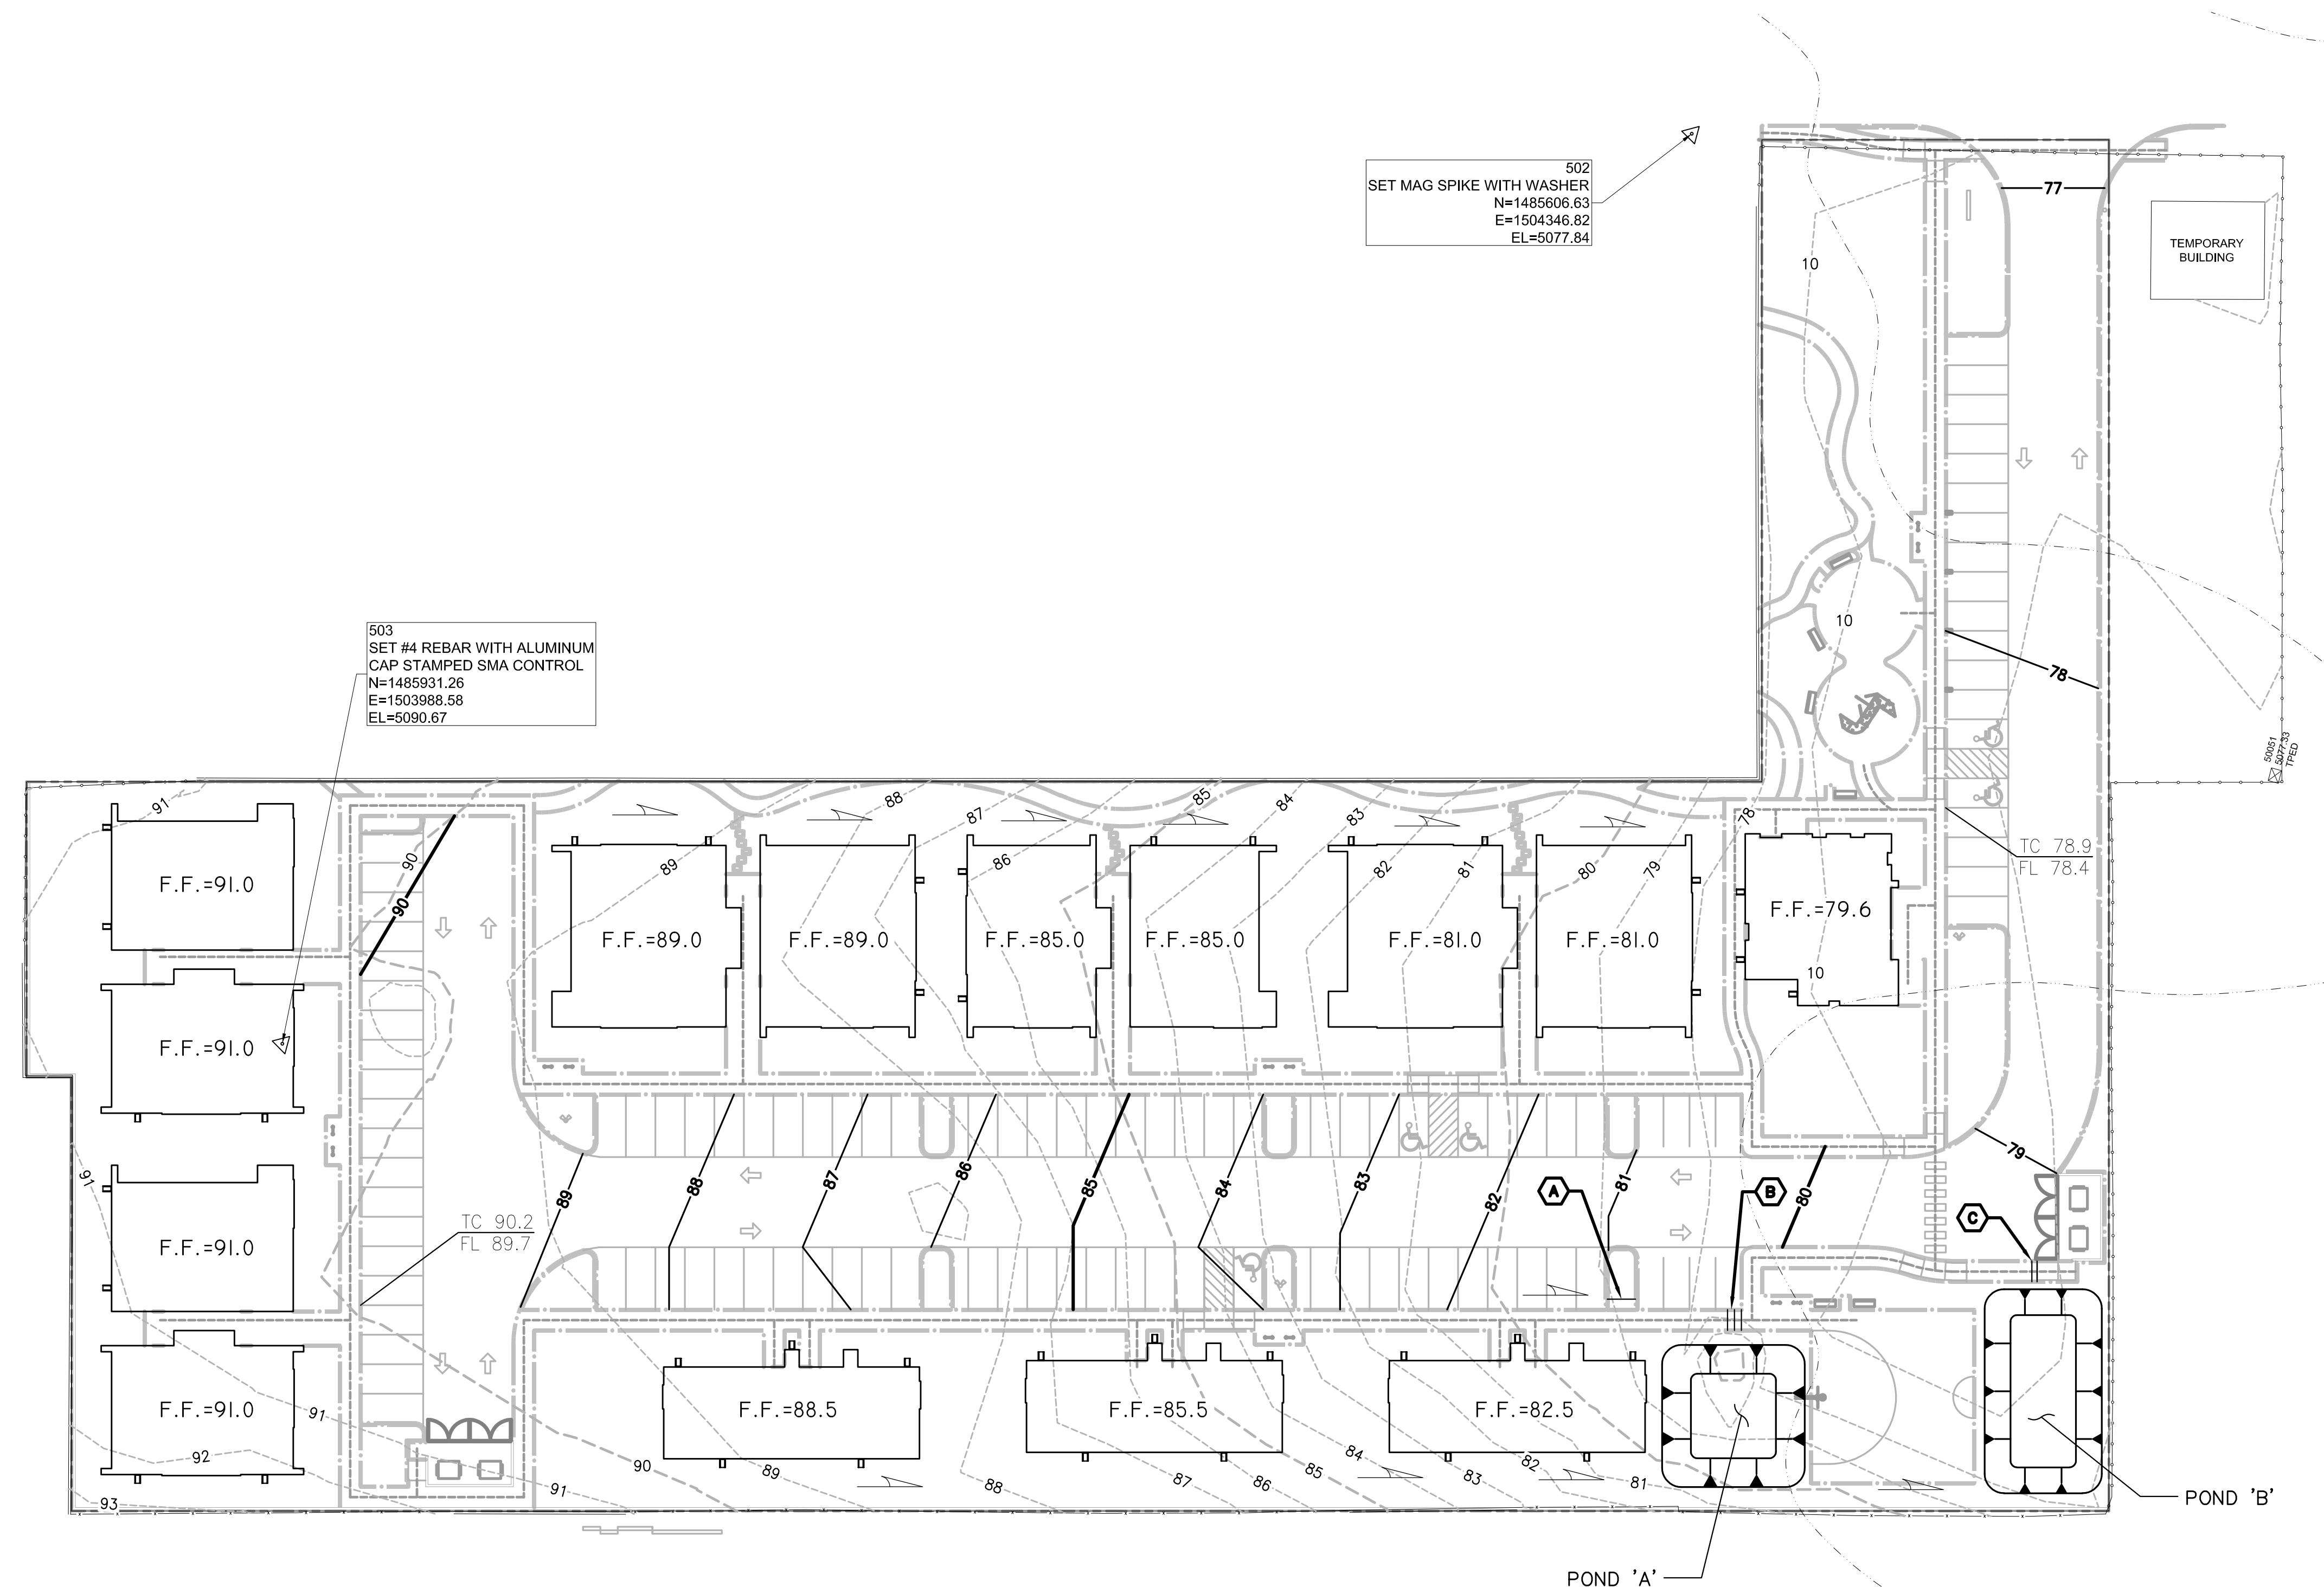 502
SET MAG SPIKE WITH WASHER
N=1485606.63
E=1504346.82
EL=5077.84
77
TEMPORARY
BUILDING
10
503
SET #4 REBAR WITH ALUMINUM
CAP STAMPED SMA CONTROL
N=1485931.26
E=1503988.58
EL=5090.67
10
78
50051
5077.33
TPED
91
90
90
89
88
87
86
85
84
83
82
81
80
79
78
TC 78.9
FL 78.4
F.F.=91.0
F.F.=89.0
F.F.=89.0
F.F.=85.0
F.F.=85.0
F.F.=81.0
F.F.=81.0
F.F.=79.6
10
F.F.=91.0
91
89
88
87
86
85
84
83
82
81
80
79
A
B
C
F.F.=91.0
TC 90.2
FL 89.7
F.F.=91.0
F.F.=88.5
F.F.=85.5
F.F.=82.5
91
92
93
91
90
89
88
87
86
85
84
83
82
81
POND 'B'
POND 'A'